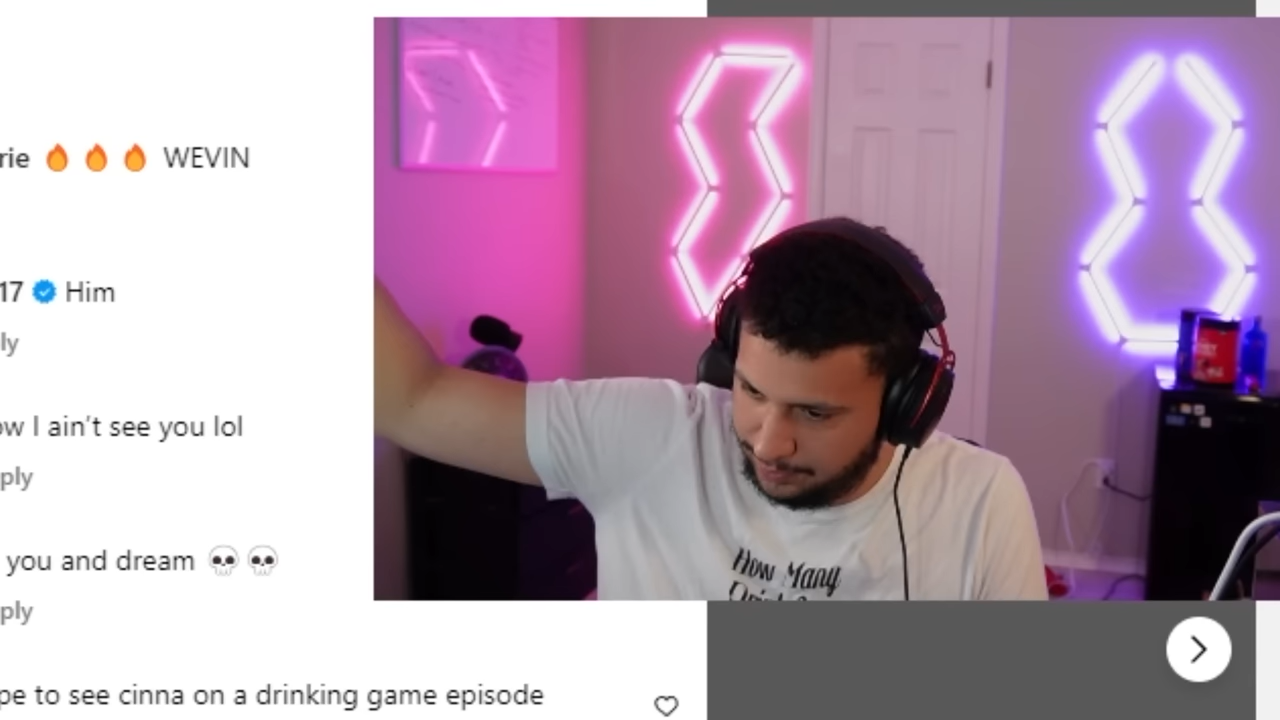 rie 🔥 🔥 🔥 WEVIN
17 Him
ly
ow I ain't see you lol
ply
you and dream 💀 💀
ply
pe to see cinna on a drinking game episode
How Many